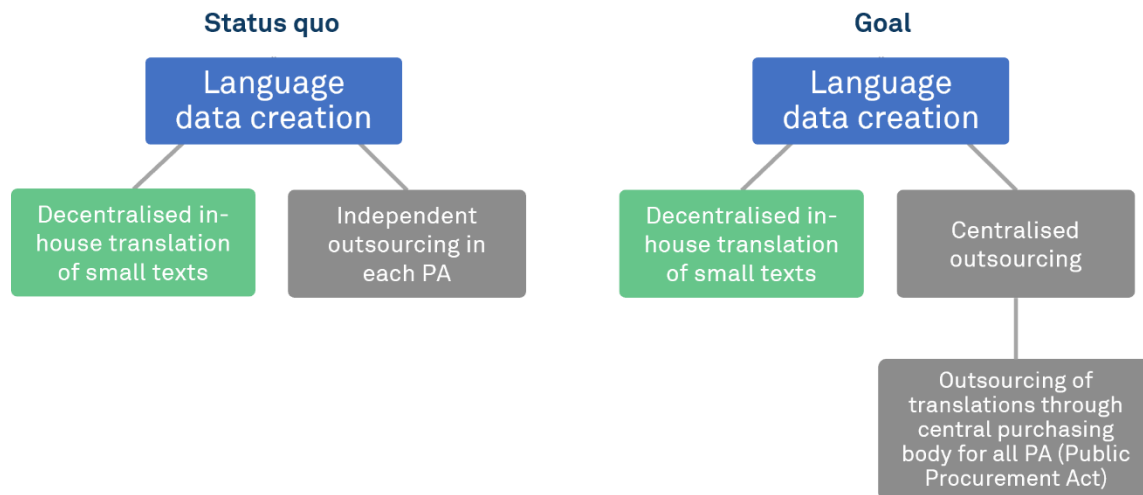 Status quo
Language
data creation
Decentralised in-
house translation
of small texts
Independent
outsourcing in
each PA
Goal
Language
data creation
Decentralised in-
house translation
of small texts
Centralised
outsourcing
Outsourcing of
translations through
central purchasing
body for all PA (Public
Procurement Act)